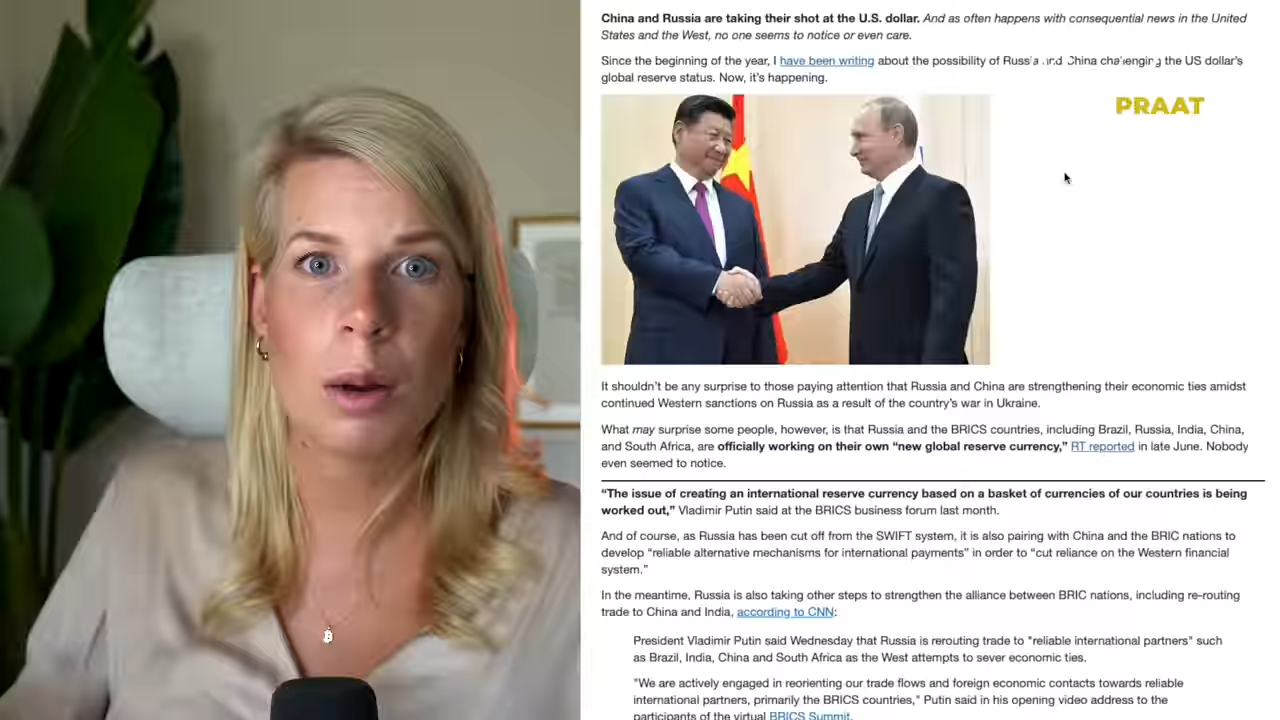 China and Russia are taking their shot at the U.S. dollar. And as often happens with consequential news in the United
States and the West, no one seems to notice or even care.
Since the beginning of the year, I have been writing about the possibility of Russia and China challenging the US dollar's
global reserve status. Now, it's happening.
PRAAT
It shouldn't be any surprise to those paying attention that Russia and China are strengthening their economic ties amidst
continued Western sanctions on Russia as a result of the country's war in Ukraine.
What may surprise some people, however, is that Russia and the BRICS countries, including Brazil, Russia, India, China,
and South Africa, are officially working on their own “new global reserve currency,” RT reported in late June. Nobody
even seemed to notice.
“The issue of creating an international reserve currency based on a basket of currencies of our countries is being
worked out,” Vladimir Putin said at the BRICS business forum last month.
And of course, as Russia has been cut off from the SWIFT system, it is also pairing with China and the BRIC nations to
develop “reliable alternative mechanisms for international payments” in order to “cut reliance on the Western financial
system.”
In the meantime, Russia is also taking other steps to strengthen the alliance between BRIC nations, including re-routing
trade to China and India, according to CNN:
President Vladimir Putin said Wednesday that Russia is rerouting trade to "reliable international partners" such
as Brazil, India, China and South Africa as the West attempts to sever economic ties.
"We are actively engaged in reorienting our trade flows and foreign economic contacts towards reliable
international partners, primarily the BRICS countries," Putin said in his opening video address to the
participants of the virtual BRICS Summit.